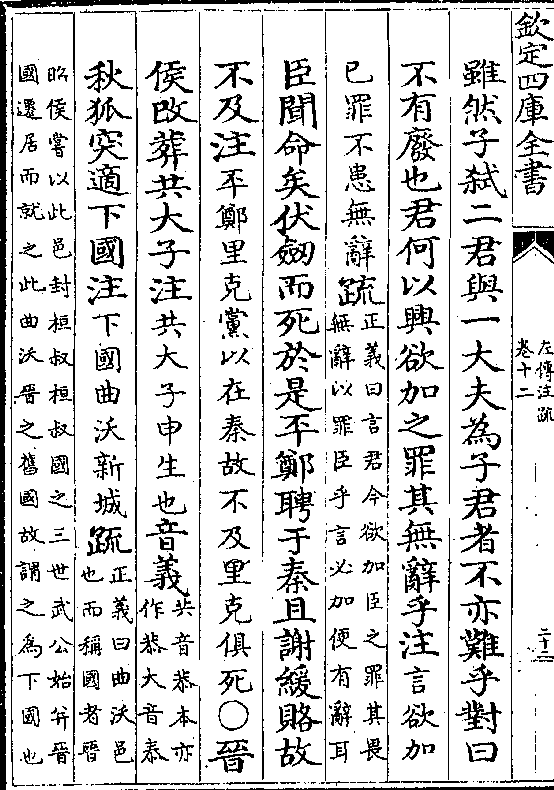 欽定四庫全書
左傳注疏
卷十二
二十三
雖然子弑二君與一大夫為子君者不亦難乎對曰
不有廢也君何以興欲加之罪其無辭乎注言欲加
已罪不患無辭疏正義曰言君今欲加臣之罪其畏
無辭以罪臣乎言必加便有辭耳
臣聞命矣伏劒而死於是丕鄭聘于秦且謝緩賂故
不及注丕鄭里克黨以在秦故不及里克俱死○晉
侯改葬共大子注共大子申生也音義共音恭本亦
作恭大音泰
秋狐突適下國注下國曲沃新城疏正義曰曲沃邑
也而稱國者晉
昭侯嘗以此邑封桓叔桓叔國之三世武公始并晉
國遷居而就之此曲沃晉之舊國故謂之為下國也